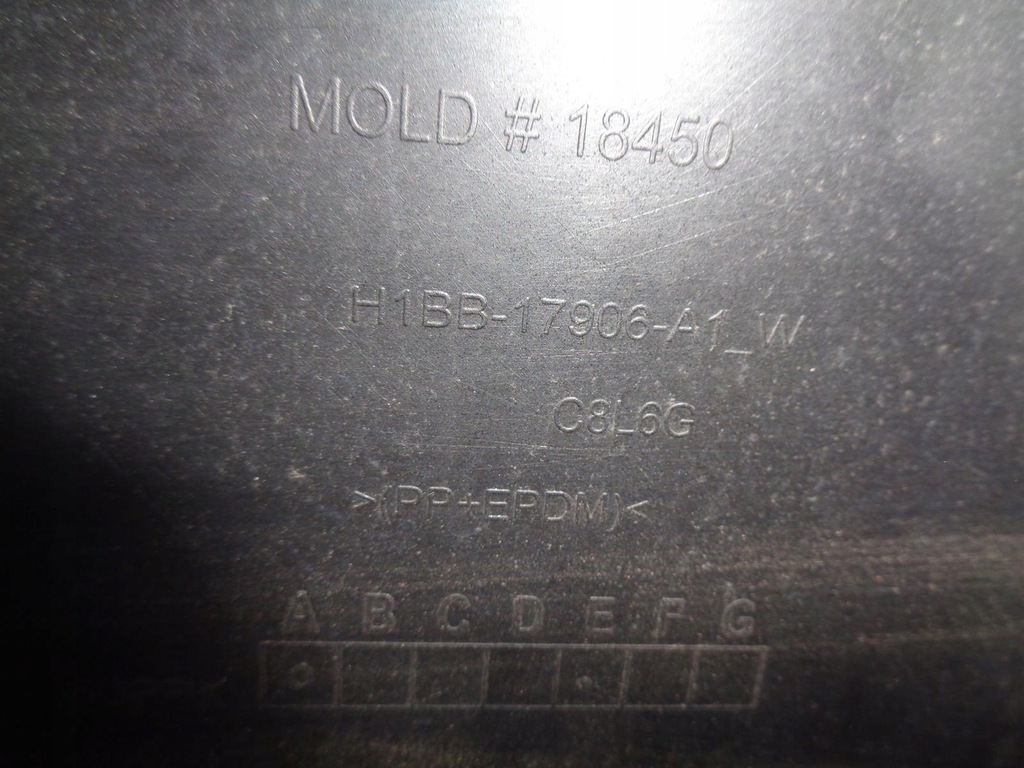 MOLD # 18450
H1BB-17906-A1_W
C8L6G
>(PP+EPDM)<
A B C D E F G